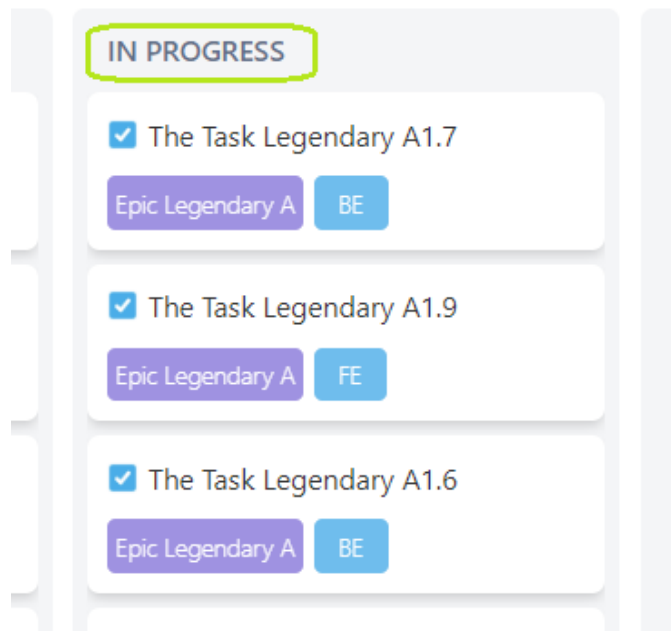 IN PROGRESS
The Task Legendary A1.7
Epic Legendary A BE
The Task Legendary A1.9
Epic Legendary A FE
The Task Legendary A1.6
Epic Legendary A BE